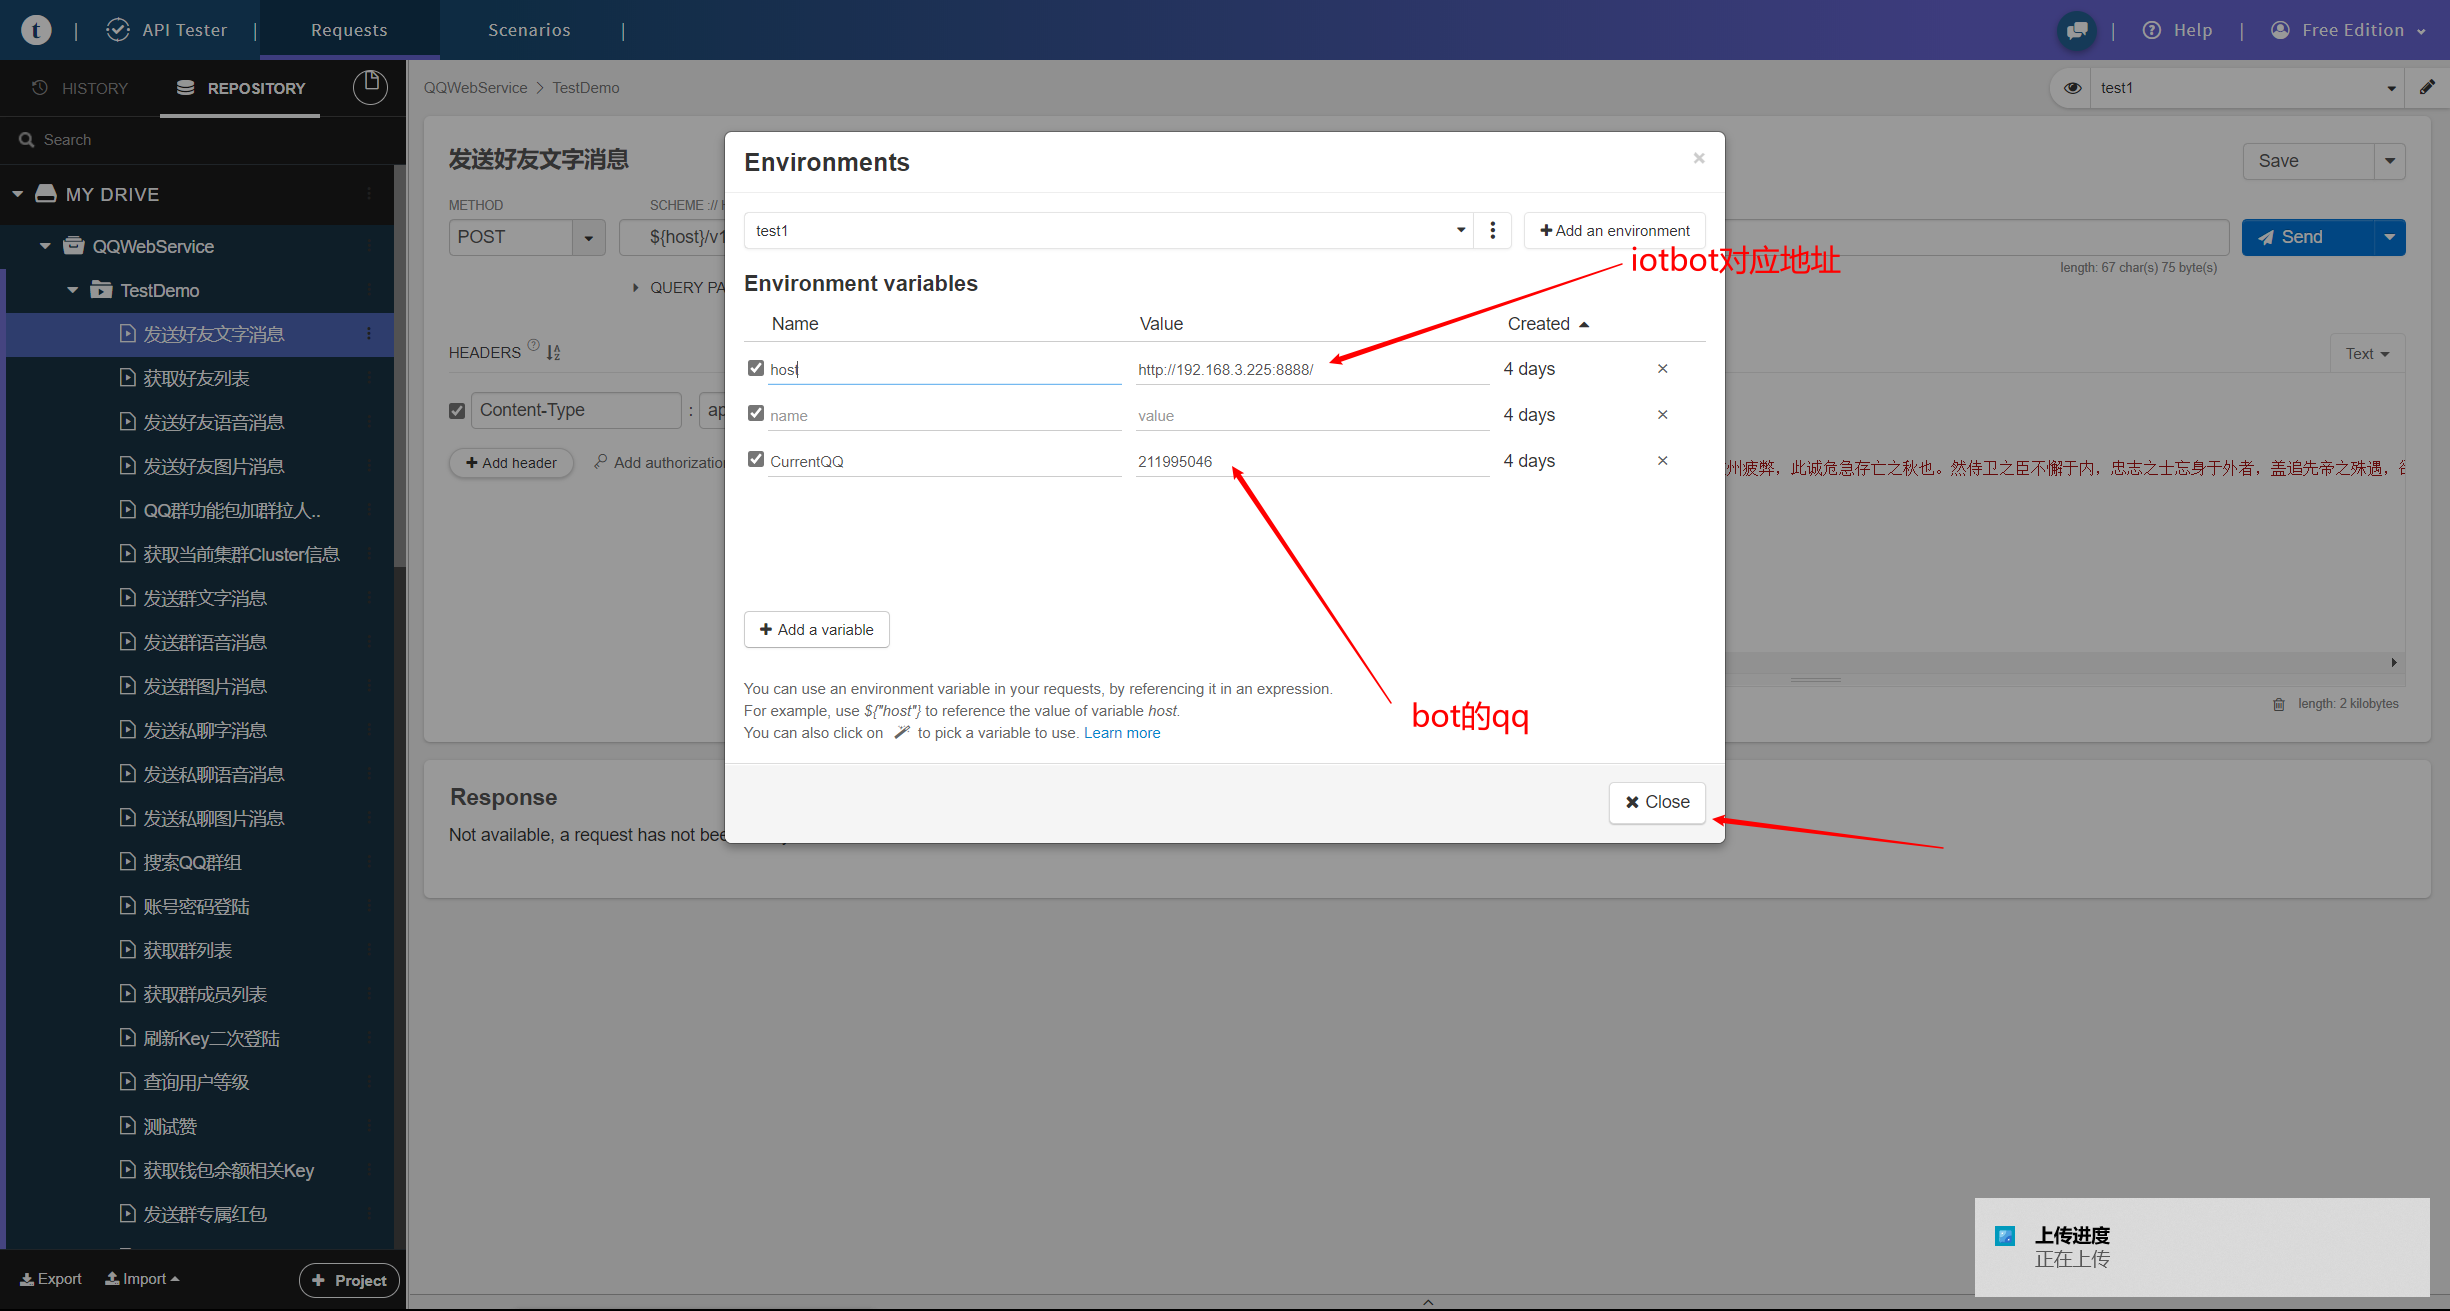 t | API Tester | Requests Scenarios | | Help | Free Edition
HISTORY REPOSITORY
Search
MY DRIVE
QQWebService
TestDemo
发送好友文字消息
获取好友列表
发送好友语音消息
发送好友图片消息
QQ群功能包加群拉人..
获取当前集群Cluster信息
发送群文字消息
发送群语音消息
发送群图片消息
发送私聊字消息
发送私聊语音消息
发送私聊图片消息
搜索QQ群组
账号密码登陆
获取群列表
获取群成员列表
刷新Key二次登陆
查询用户等级
测试赞
获取钱包余额相关Key
发送群专属红包
Export Import + Project
QQWebService > TestDemo
test1
发送好友文字消息
Save
METHOD SCHEME ://
POST ${host}/v1
Send
length: 67 char(s) 75 byte(s)
QUERY PA
HEADERS ?
Text
Content-Type : ap
+ Add header Add authorization
州疲弊，此诚危急存亡之秋也。然侍卫之臣不懈于内，忠志之士忘身于外者，盖追先帝之殊遇，
length: 2 kilobytes
Response
Not available, a request has not bee
Environments ×
test1
+ Add an environment
iotbot对应地址
Environment variables
Name Value Created
host http://192.168.3.225:8888/ 4 days ×
name value 4 days ×
CurrentQQ 211995046 4 days ×
+ Add a variable
You can use an environment variable in your requests, by referencing it in an expression.
For example, use ${"host"} to reference the value of variable host.
You can also click on to pick a variable to use. Learn more
bot的qq
× Close
上传进度
正在上传